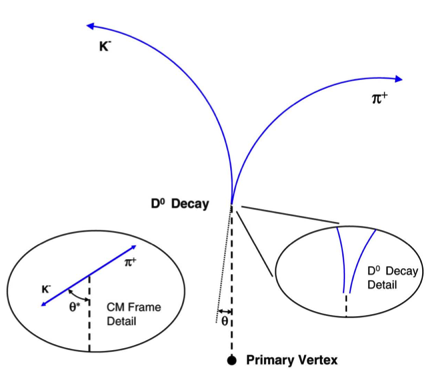 K⁻
π⁺
D⁰ Decay
π⁺
K⁻
θ*
CM Frame
Detail
D⁰ Decay
Detail
θ
Primary Vertex